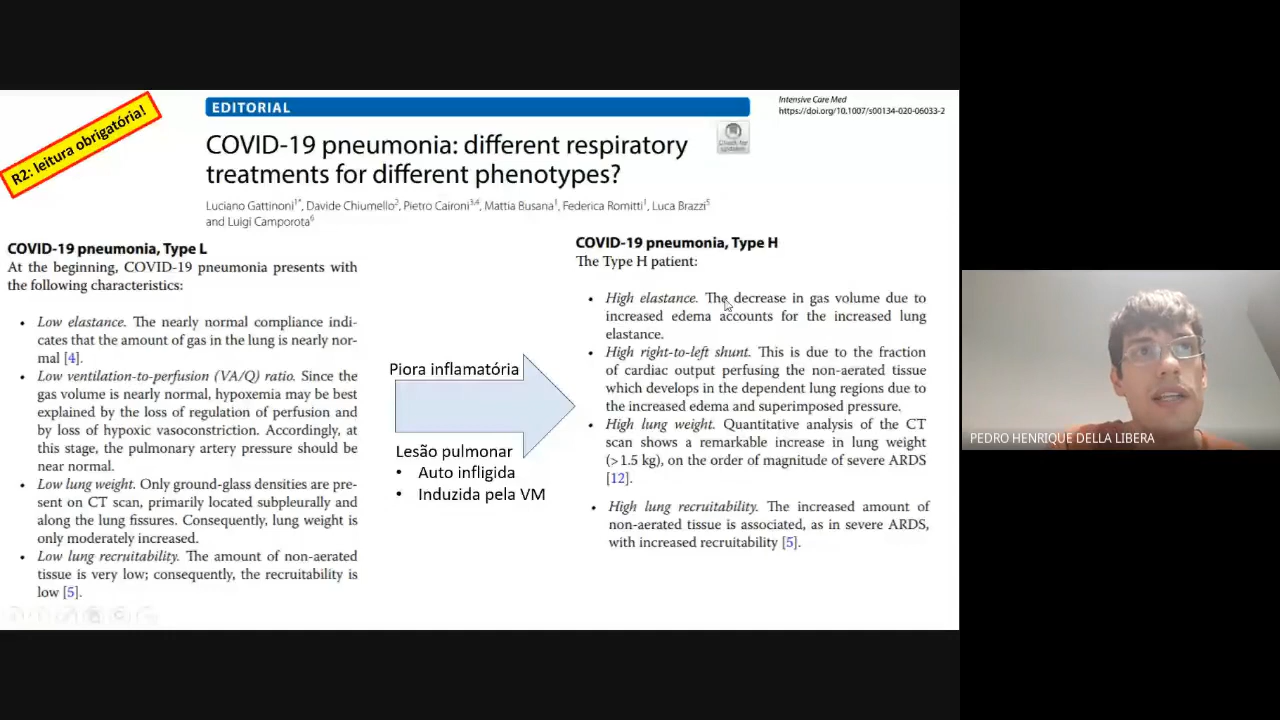 R2: leitura obrigatória!
EDITORIAL
Intensive Care Med
https://doi.org/10.1007/s00134-020-06033-2
COVID-19 pneumonia: different respiratory
treatments for different phenotypes?
Check for
updates
Luciano Gattinoni1*, Davide Chiumello2, Pietro Caironi3,4, Mattia Busana1, Federica Romitti1, Luca Brazzi5
and Luigi Camporota6
COVID-19 pneumonia, Type L
At the beginning, COVID-19 pneumonia presents with
the following characteristics:
• Low elastance. The nearly normal compliance indi-
cates that the amount of gas in the lung is nearly nor-
mal [4].
• Low ventilation-to-perfusion (VA/Q) ratio. Since the
gas volume is nearly normal, hypoxemia may be best
explained by the loss of regulation of perfusion and
by loss of hypoxic vasoconstriction. Accordingly, at
this stage, the pulmonary artery pressure should be
near normal.
• Low lung weight. Only ground-glass densities are pre-
sent on CT scan, primarily located subpleurally and
along the lung fissures. Consequently, lung weight is
only moderately increased.
• Low lung recruitability. The amount of non-aerated
tissue is very low; consequently, the recruitability is
low [5].
Piora inflamatória
Lesão pulmonar
• Auto infligida
• Induzida pela VM
COVID-19 pneumonia, Type H
The Type H patient:
• High elastance. The decrease in gas volume due to
increased edema accounts for the increased lung
elastance.
• High right-to-left shunt. This is due to the fraction
of cardiac output perfusing the non-aerated tissue
which develops in the dependent lung regions due to
the increased edema and superimposed pressure.
• High lung weight. Quantitative analysis of the CT
scan shows a remarkable increase in lung weight
(>1.5 kg), on the order of magnitude of severe ARDS
[12].
• High lung recruitability. The increased amount of
non-aerated tissue is associated, as in severe ARDS,
with increased recruitability [5].
PEDRO HENRIQUE DELLA LIBERA